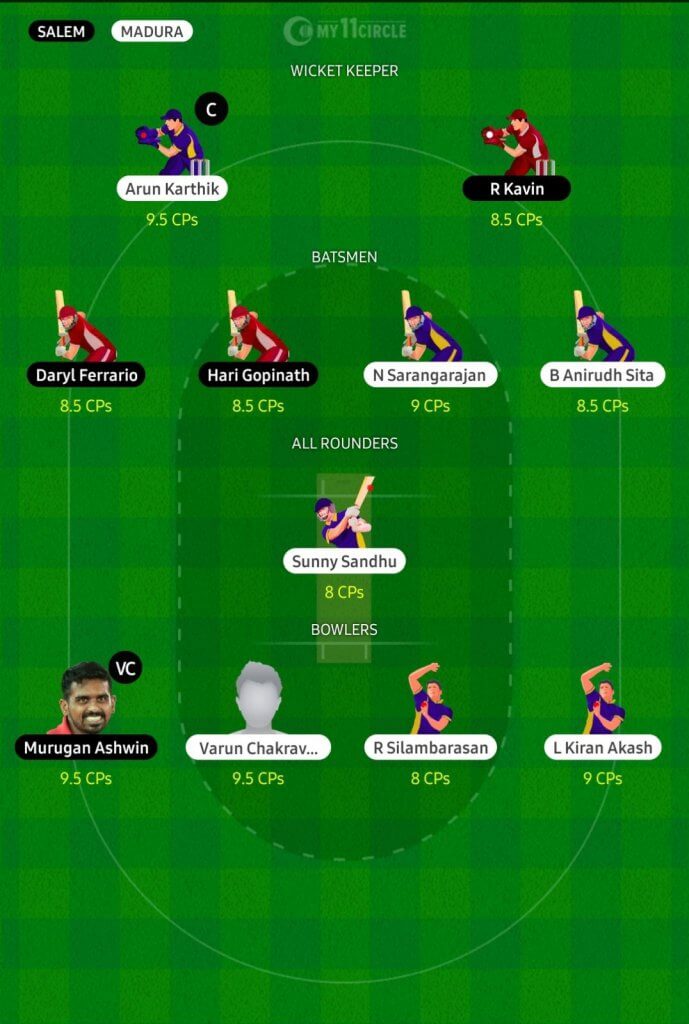 SALEM MADURA MY11CIRCLE
WICKET KEEPER
C
Arun Karthik R Kavin
9.5 CPs 8.5 CPs
BATSMEN
Daryl Ferrario Hari Gopinath N Sarangarajan B Anirudh Sita
8.5 CPs 8.5 CPs 9 CPs 8.5 CPs
ALL ROUNDERS
Sunny Sandhu
8 CPs
BOWLERS
VC
Murugan Ashwin Varun Chakrav... R Silambarasan L Kiran Akash
9.5 CPs 9.5 CPs 8 CPs 9 CPs